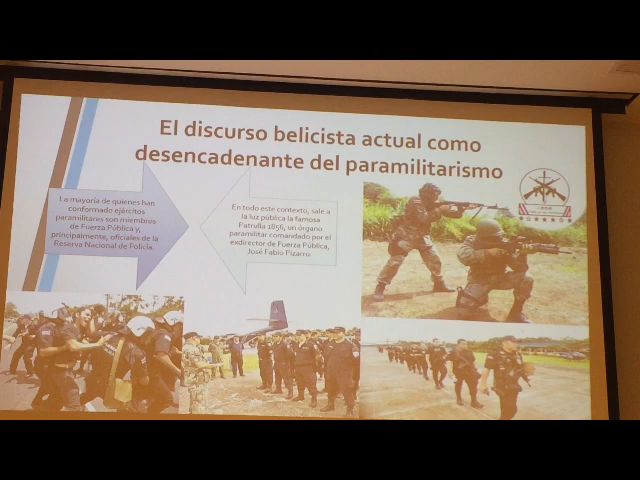 El discurso belicista actual como
desencadenante del paramilitarismo
La mayoría de quienes han
conformado ejércitos
paramilitares son miembros
de Fuerza Pública y,
principalmente, oficiales de la
Reserva Nacional de Policía.
En todo este contexto, sale a
la luz pública la famosa
Patrulla 1856, un órgano
paramilitar comandado por el
exdirector de Fuerza Pública,
José Fabio Pizarro.
1856